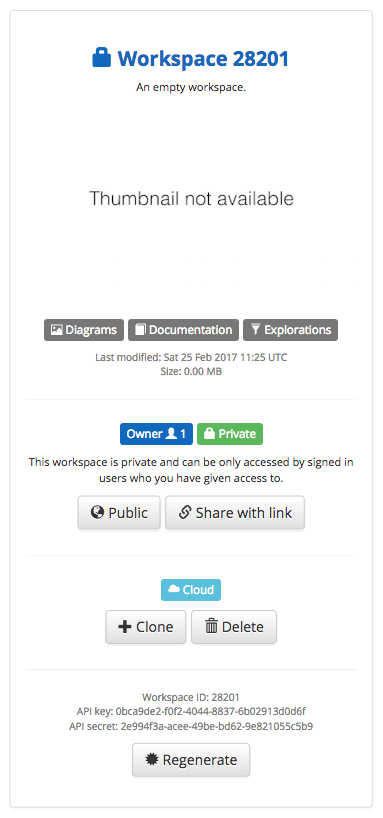 Workspace 28201
An empty workspace.
Thumbnail not available
Diagrams Documentation Explorations
Last modified: Sat 25 Feb 2017 11:25 UTC
Size: 0.00 MB
Owner 1 Private
This workspace is private and can be only accessed by signed in
users who you have given access to.
Public Share with link
Cloud
Clone Delete
Workspace ID: 28201
API key: 0bca9de2-f0f2-4044-8837-6b02913d0d6f
API secret: 2e994f3a-acee-49be-bd62-9e821055c5b9
Regenerate